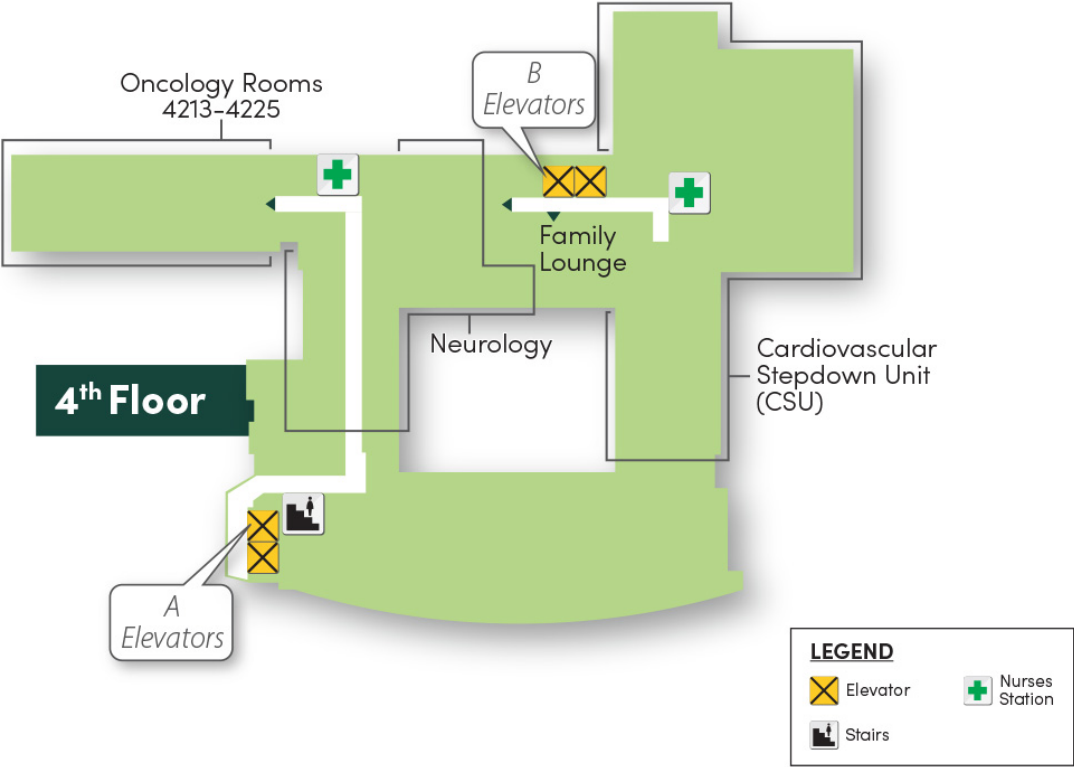 B
Elevators
Oncology Rooms
4213-4225
Family
Lounge
Neurology
Cardiovascular
Stepdown Unit
(CSU)
4th Floor
A
Elevators
LEGEND
Elevator
Nurses
Station
Stairs